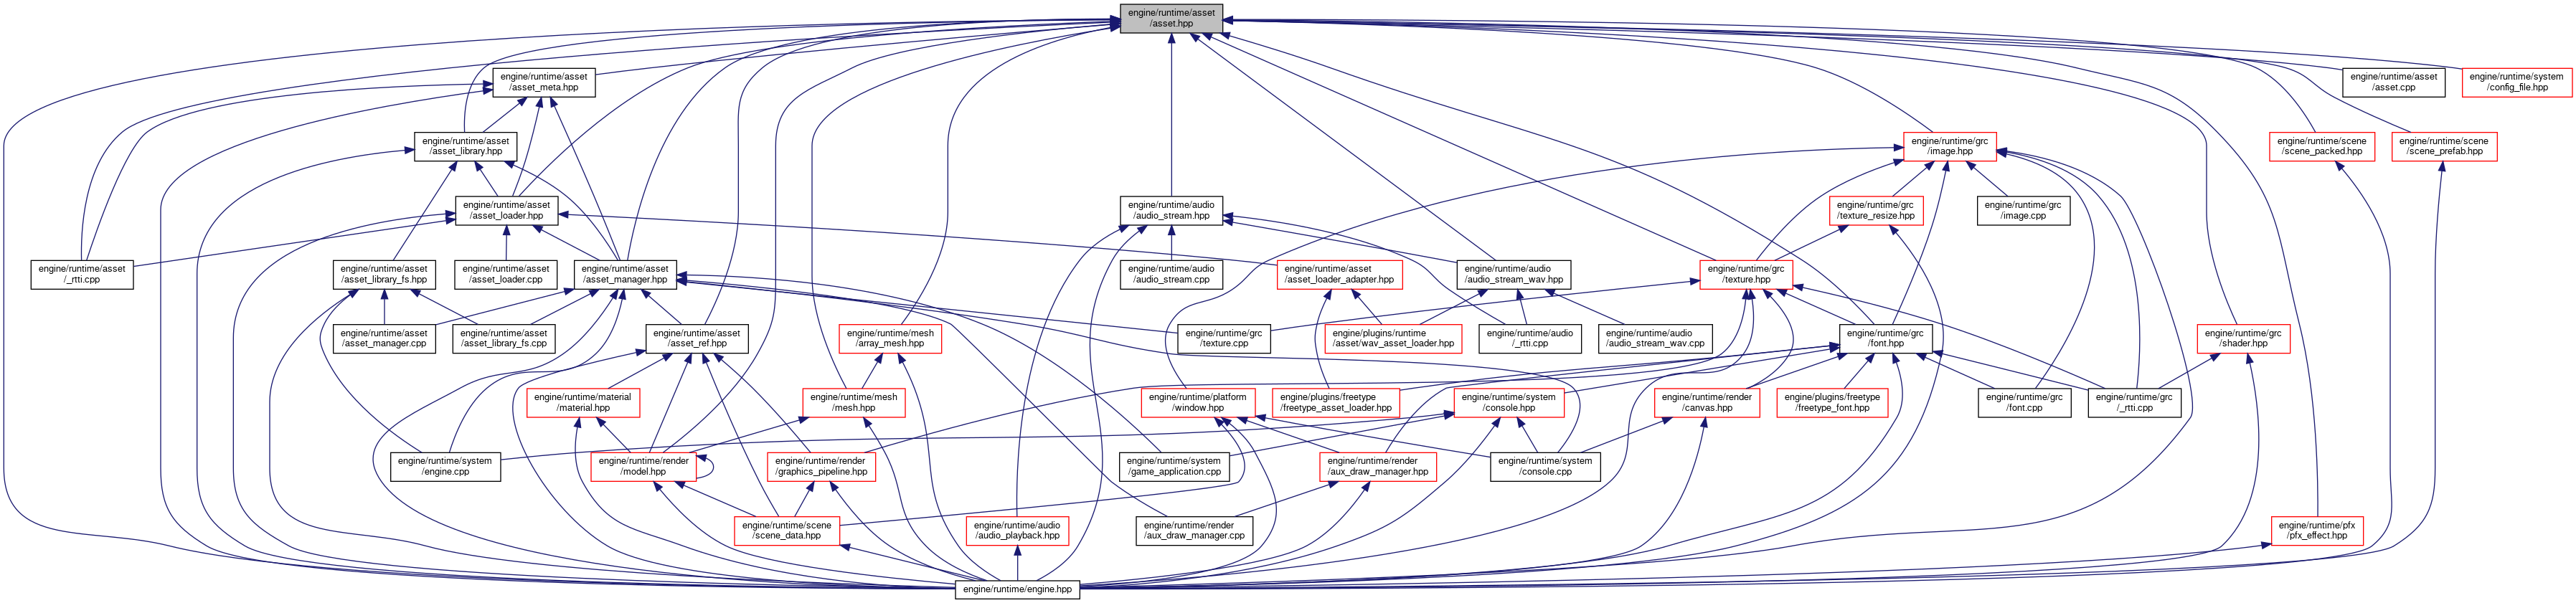 engine/runtime/asset
/asset.hpp
engine/runtime/asset
/asset_meta.hpp
engine/runtime/asset
/asset.cpp
engine/runtime/system
/config_file.hpp
engine/runtime/asset
/asset_library.hpp
engine/runtime/grc
/image.hpp
engine/runtime/scene
/scene_packed.hpp
engine/runtime/scene
/scene_prefab.hpp
engine/runtime/asset
/asset_loader.hpp
engine/runtime/audio
/audio_stream.hpp
engine/runtime/grc
/texture_resize.hpp
engine/runtime/grc
/image.cpp
engine/runtime/asset
/_rtti.cpp
engine/runtime/asset
/asset_library_fs.hpp
engine/runtime/asset
/asset_loader.cpp
engine/runtime/asset
/asset_manager.hpp
engine/runtime/audio
/audio_stream.cpp
engine/runtime/asset
/asset_loader_adapter.hpp
engine/runtime/audio
/audio_stream_wav.hpp
engine/runtime/grc
/texture.hpp
engine/runtime/asset
/asset_manager.cpp
engine/runtime/asset
/asset_library_fs.cpp
engine/runtime/asset
/asset_ref.hpp
engine/runtime/mesh
/array_mesh.hpp
engine/runtime/grc
/texture.cpp
engine/plugins/runtime
/asset/wav_asset_loader.hpp
engine/runtime/audio
/_rtti.cpp
engine/runtime/audio
/audio_stream_wav.cpp
engine/runtime/grc
/font.hpp
engine/runtime/grc
/shader.hpp
engine/runtime/material
/material.hpp
engine/runtime/mesh
/mesh.hpp
engine/runtime/platform
/window.hpp
engine/plugins/freetype
/freetype_asset_loader.hpp
engine/runtime/system
/console.hpp
engine/runtime/render
/canvas.hpp
engine/plugins/freetype
/freetype_font.hpp
engine/runtime/grc
/font.cpp
engine/runtime/grc
/_rtti.cpp
engine/runtime/system
/engine.cpp
engine/runtime/render
/model.hpp
engine/runtime/render
/graphics_pipeline.hpp
engine/runtime/system
/game_application.cpp
engine/runtime/render
/aux_draw_manager.hpp
engine/runtime/system
/console.cpp
engine/runtime/scene
/scene_data.hpp
engine/runtime/audio
/audio_playback.hpp
engine/runtime/render
/aux_draw_manager.cpp
engine/runtime/pfx
/pfx_effect.hpp
engine/runtime/engine.hpp